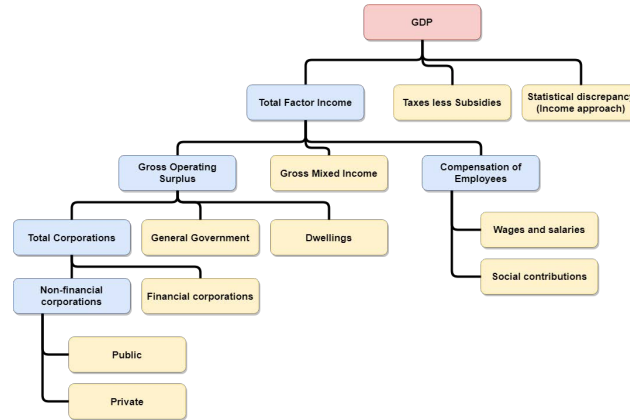 GDP
Total Factor Income
Taxes less Subsidies
Statistical discrepancy
(Income approach)
Gross Operating
Surplus
Gross Mixed Income
Compensation of
Employees
Total Corporations
General Government
Dwellings
Wages and salaries
Non-financial
corporations
Financial corporations
Social contributions
Public
Private